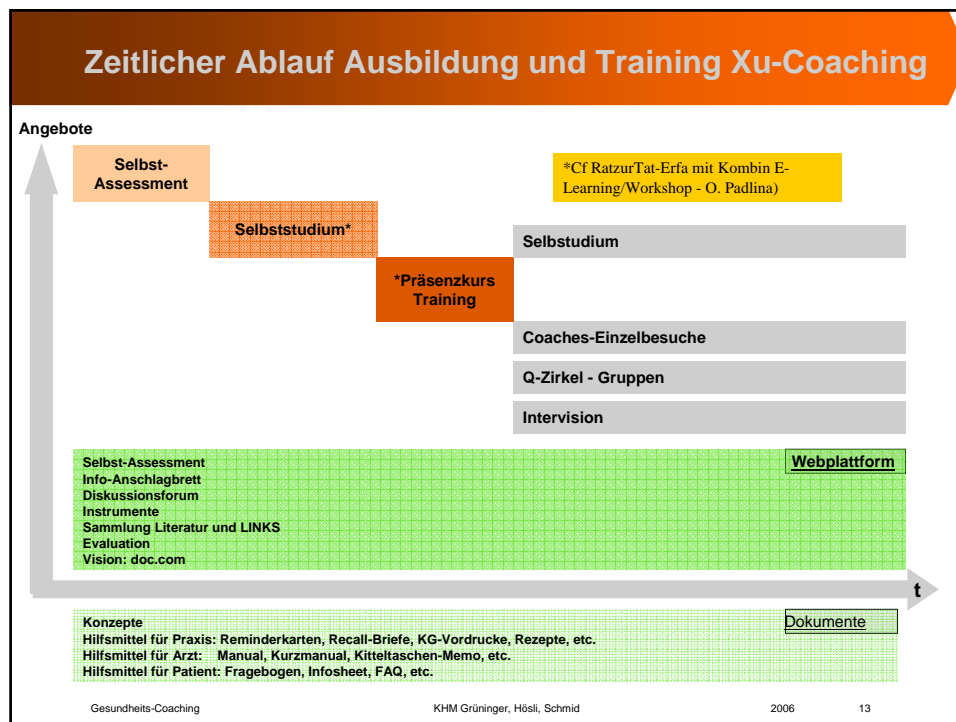 Zeitlicher Ablauf Ausbildung und Training Xu-Coaching
Angebote
Selbst-
Assessment
*Cf RatzurTat-Erfa mit Kombin E-
Learning/Workshop - O. Padlina)
Selbststudium*
Selbstudium
*Präsenzkurs
Training
Coaches-Einzelbesuche
Q-Zirkel - Gruppen
Intervision
Webplattform
Selbst-Assessment
Info-Anschlagbrett
Diskussionsforum
Instrumente
Sammlung Literatur und LINKS
Evaluation
Vision: doc.com
t
Dokumente
Konzepte
Hilfsmittel für Praxis: Reminderkarten, Recall-Briefe, KG-Vordrucke, Rezepte, etc.
Hilfsmittel für Arzt: Manual, Kurzmanual, Kitteltaschen-Memo, etc.
Hilfsmittel für Patient: Fragebogen, Infosheet, FAQ, etc.
Gesundheits-Coaching KHM Grüninger, Hösli, Schmid 2006 13